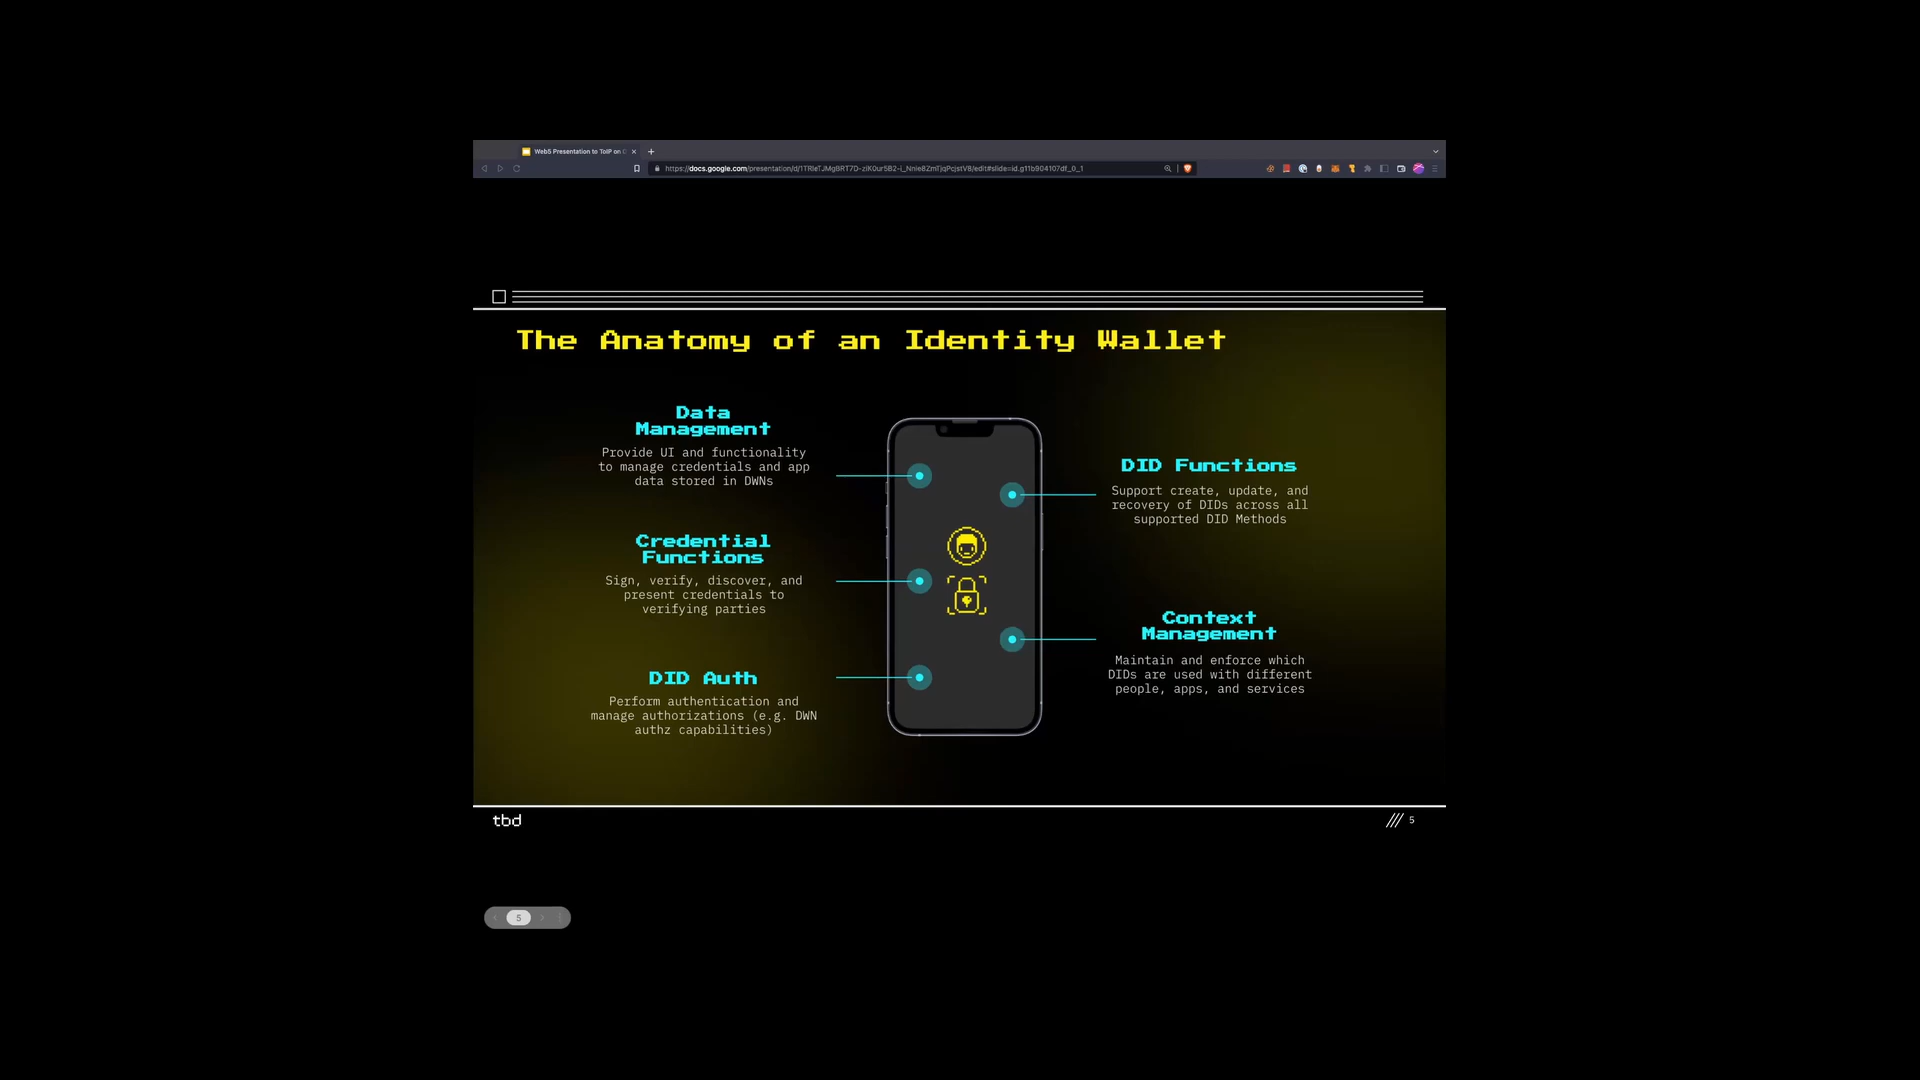 Web5 Presentation to ToIP on
The Anatomy of an Identity Wallet
Data
Management
Provide UI and functionality
to manage credentials and app
data stored in DWNs
Credential
Functions
Sign, verify, discover, and
present credentials to
verifying parties
DID Auth
Perform authentication and
manage authorizations (e.g. DWN
authz capabilities)
DID Functions
Support create, update, and
recovery of DIDs across all
supported DID Methods
Context
Management
Maintain and enforce which
DIDs are used with different
people, apps, and services
tbd
5
5